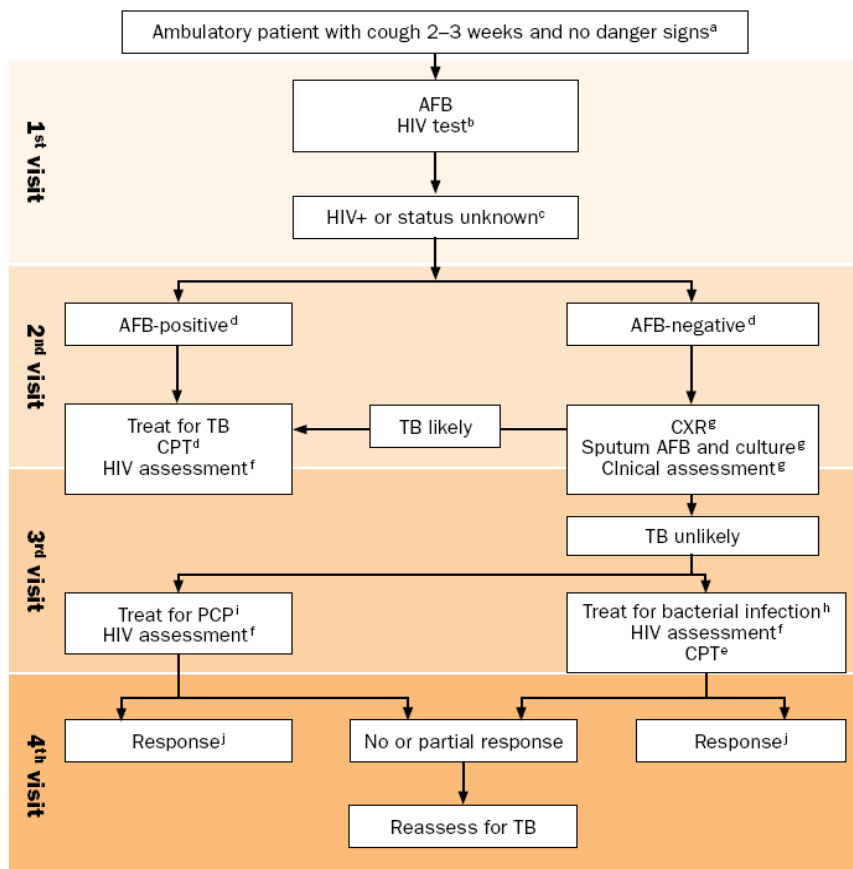 Ambulatory patient with cough 2–3 weeks and no danger signsᵃ
1st visit
AFB
HIV testᵇ
HIV+ or status unknownᶜ
2nd visit
AFB-positiveᵈ
AFB-negativeᵈ
Treat for TB
CPTᵈ
HIV assessmentᶠ
TB likely
CXRᵍ
Sputum AFB and cultureᵍ
Clnical assessmentᵍ
3rd visit
TB unlikely
Treat for PCPⁱ
HIV assessmentᶠ
Treat for bacterial infectionʰ
HIV assessmentᶠ
CPTᵉ
4th visit
Responseʲ
No or partial response
Responseʲ
Reassess for TB